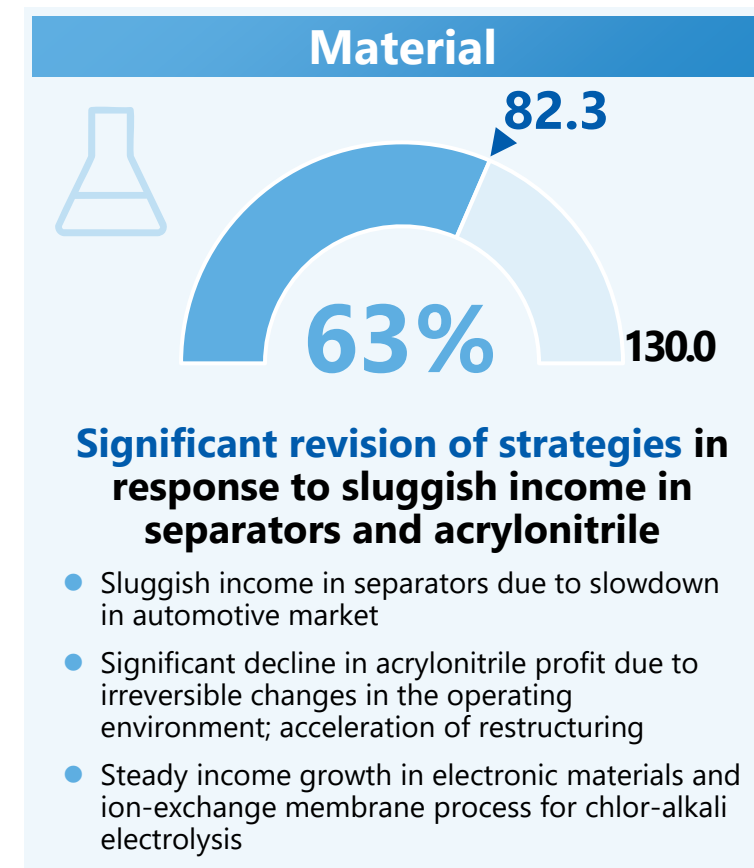 Material
82.3
63%
130.0
Significant revision of strategies in
response to sluggish income in
separators and acrylonitrile
● Sluggish income in separators due to slowdown
in automotive market
● Significant decline in acrylonitrile profit due to
irreversible changes in the operating
environment; acceleration of restructuring
● Steady income growth in electronic materials and
ion-exchange membrane process for chlor-alkali
electrolysis